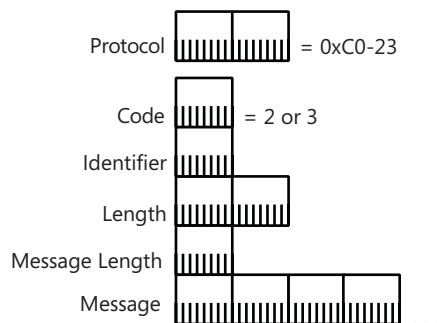 Protocol = 0xC0-23
Code = 2 or 3
Identifier
Length
Message Length
Message